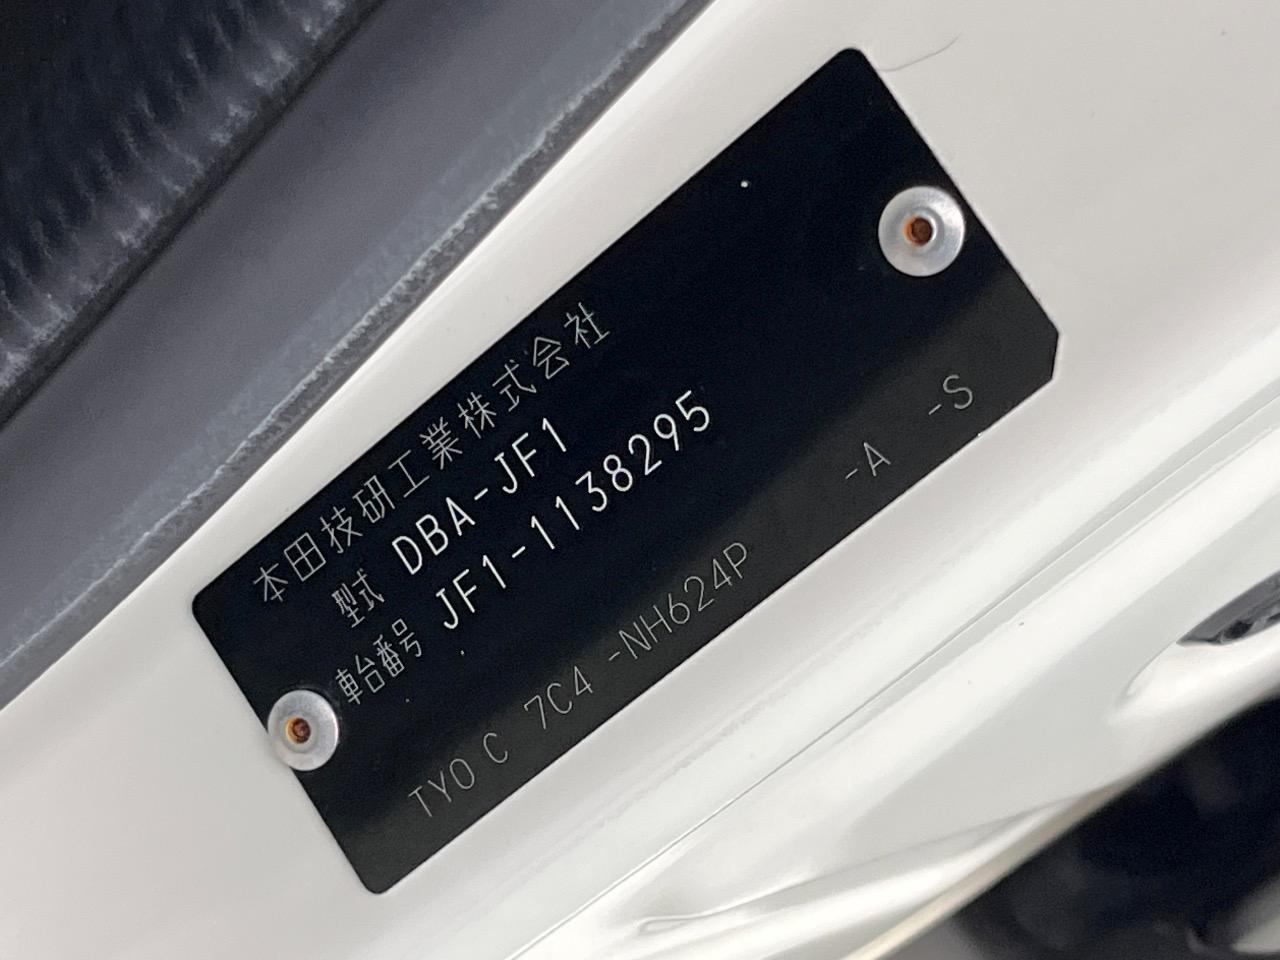 本田技研工業株式会社
型式 DBA-JF1
車台番号 JF1-1138295
TYO C 7C4 -NH624P -A -S